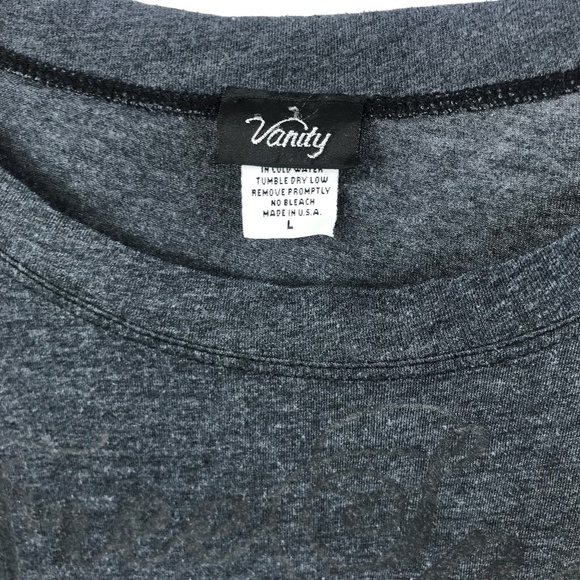 Vanity
IN COLD WATER
TUMBLE DRY LOW
REMOVE PROMPTLY
NO BLEACH
MADE IN U.S.A.
L